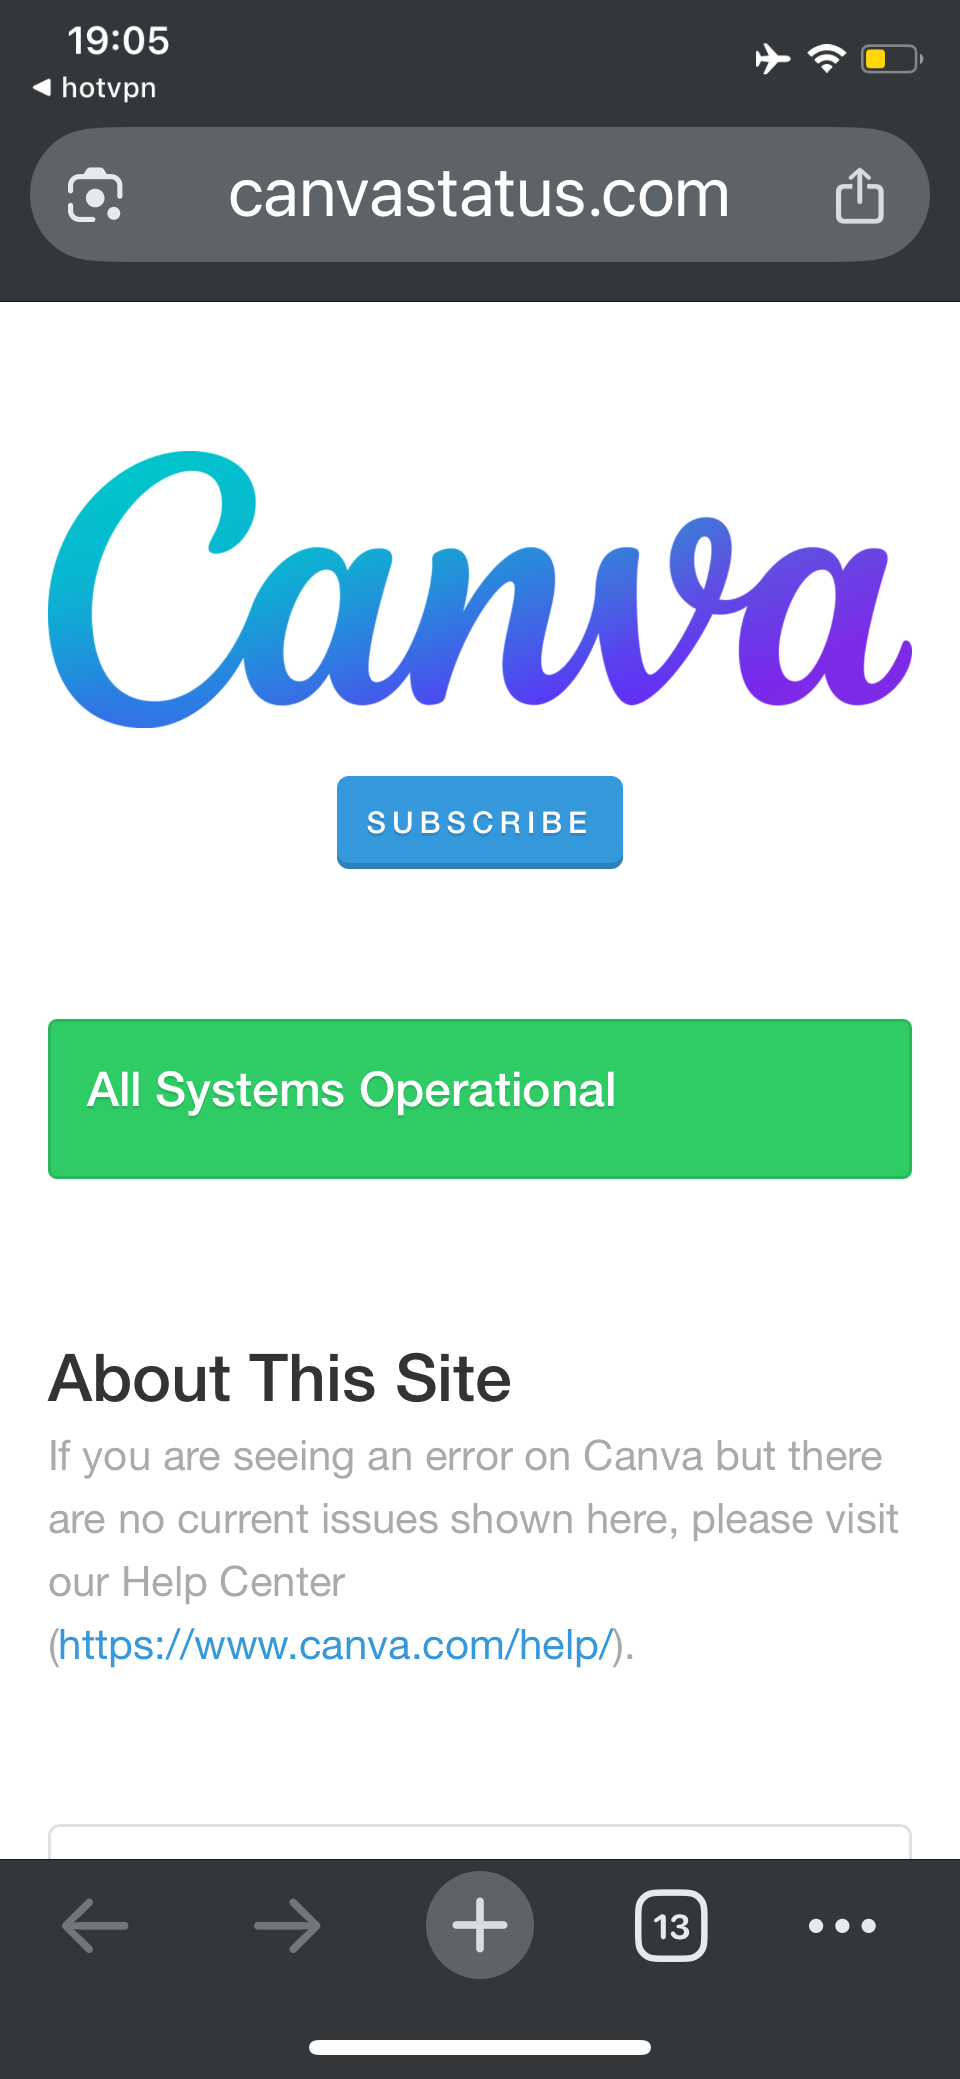 19:05
◀ hotvpn
canvastatus.com
Canva
SUBSCRIBE
All Systems Operational
About This Site
If you are seeing an error on Canva but there
are no current issues shown here, please visit
our Help Center
(https://www.canva.com/help/).
13